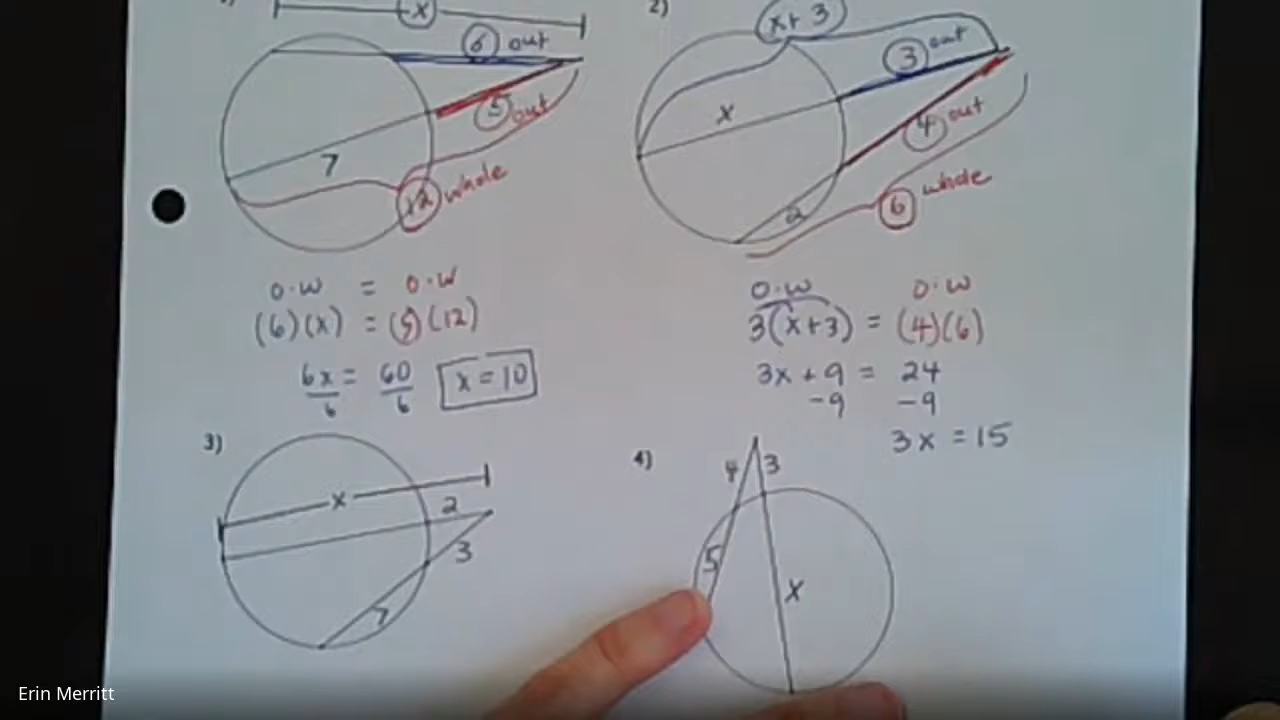 x
x + 3
2)
6 out
3 out
5 out
4 out
7
x
12 whole
2
6 whole
O·W = O·W
O·W O·W
(6)(x) = (5)(12)
3(x+3) = (4)(6)
6x = 60
6 6
x = 10
3x + 9 = 24
-9 -9
3x = 15
3)
x
2
3
7
4)
4
3
5
x
Erin Merritt